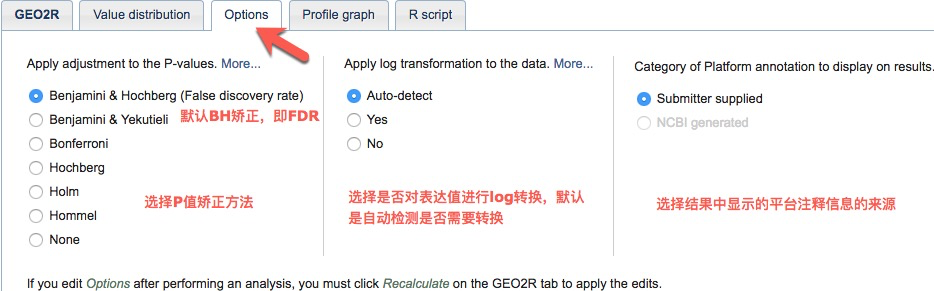 GEO2R
Value distribution
Options
Profile graph
R script
Apply adjustment to the P-values. More...
Benjamini & Hochberg (False discovery rate)
Benjamini & Yekutieli
默认BH矫正，即FDR
Bonferroni
Hochberg
Holm
选择P值矫正方法
Hommel
None
Apply log transformation to the data. More...
Auto-detect
Yes
No
选择是否对表达值进行log转换，默认
是自动检测是否需要转换
Category of Platform annotation to display on results.
Submitter supplied
NCBI generated
选择结果中显示的平台注释信息的来源
If you edit Options after performing an analysis, you must click Recalculate on the GEO2R tab to apply the edits.